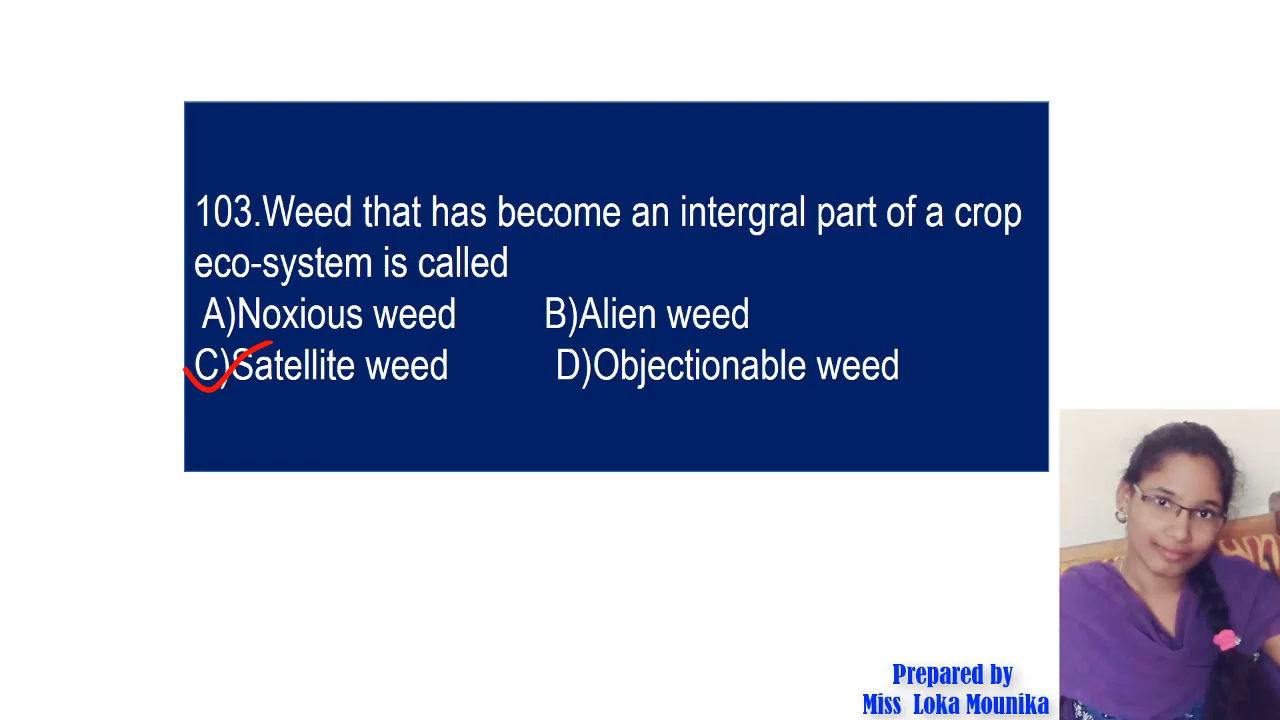 103.Weed that has become an intergral part of a crop
eco-system is called
A)Noxious weed B)Alien weed
C)Satellite weed D)Objectionable weed
Prepared by
Miss Loka Mounika